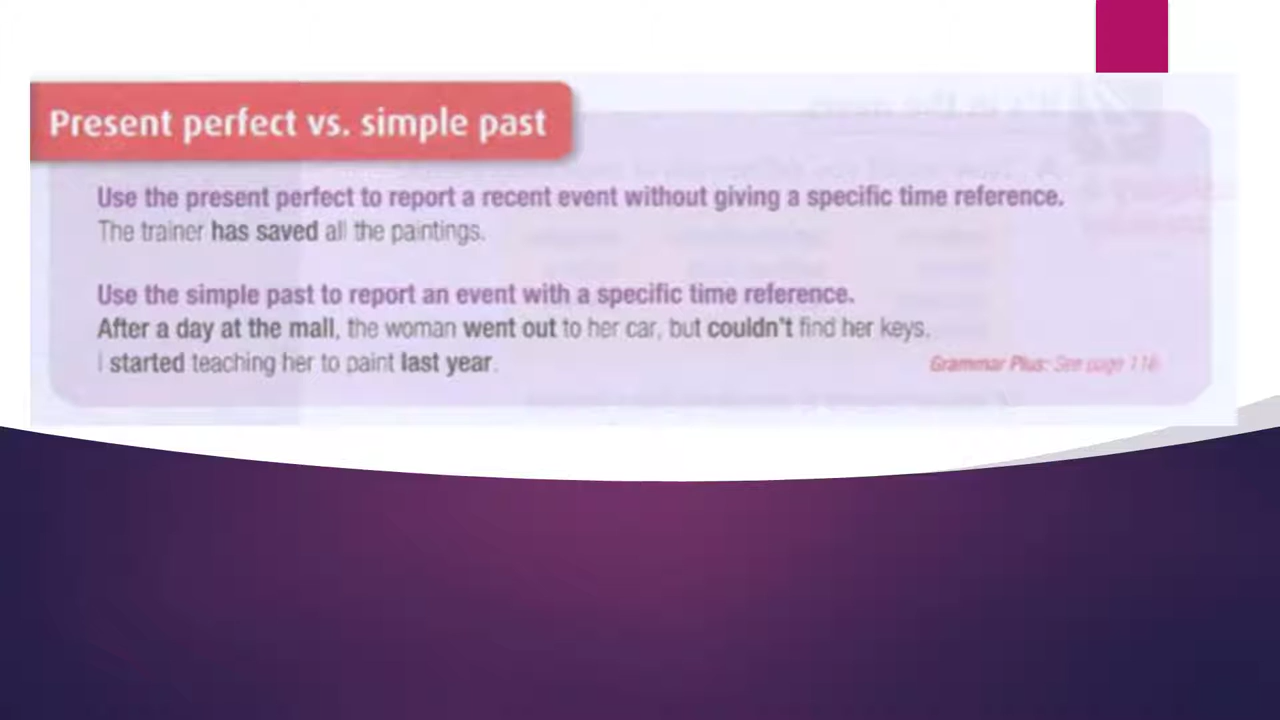 Present perfect vs. simple past
Use the present perfect to report a recent event without giving a specific time reference.
The trainer has saved all the paintings.
Use the simple past to report an event with a specific time reference.
After a day at the mall, the woman went out to her car, but couldn't find her keys.
I started teaching her to paint last year.
Grammar Plus: See page